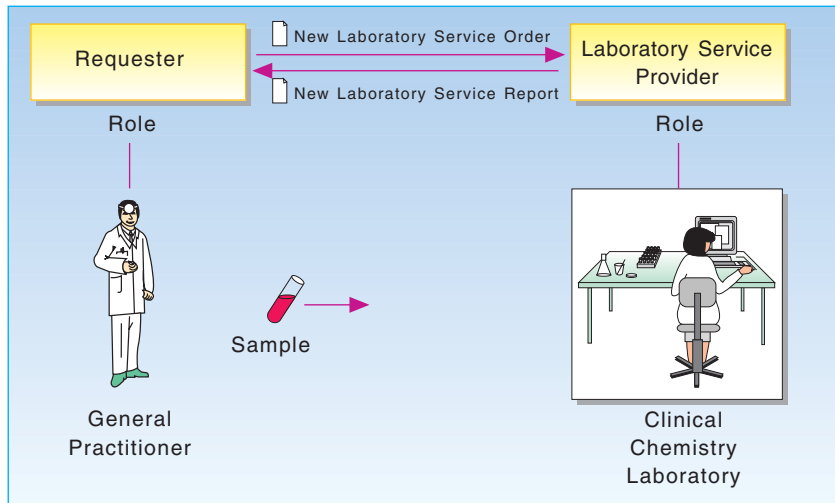 Requester
New Laboratory Service Order
New Laboratory Service Report
Laboratory Service
Provider
Role
Role
Sample
General
Practitioner
Clinical
Chemistry
Laboratory